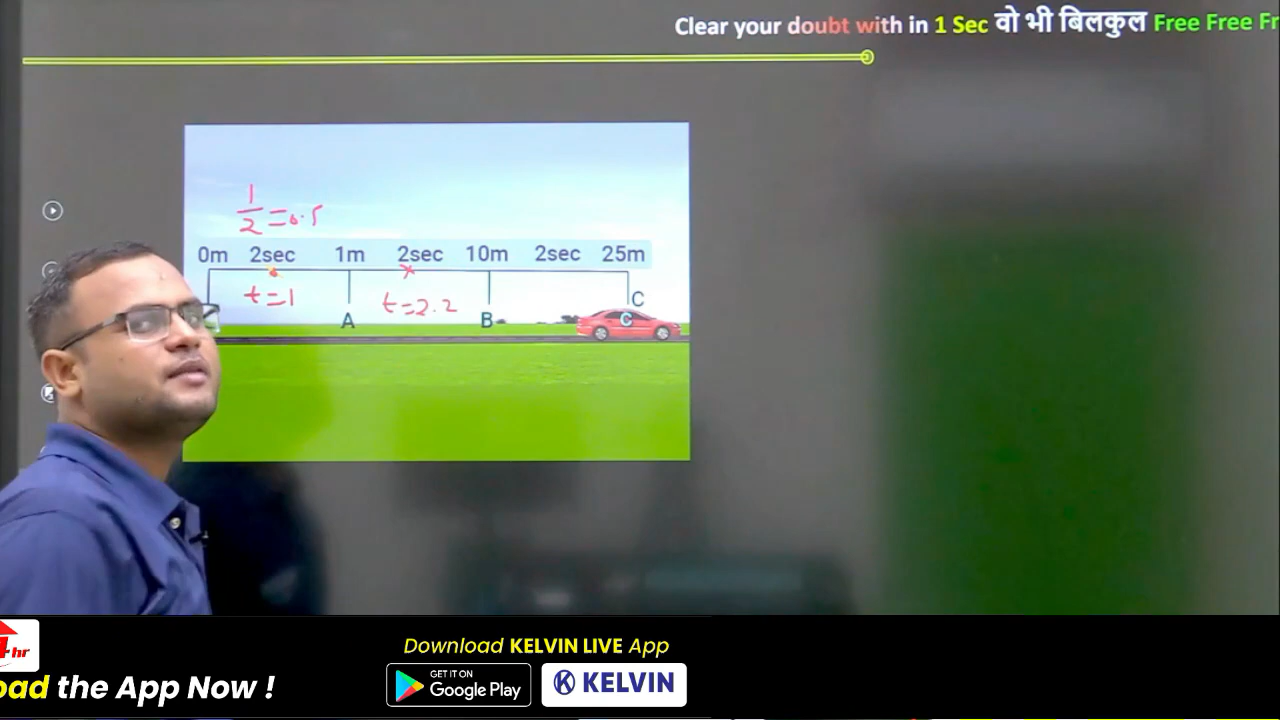 Clear your doubt with in 1 Sec वो भी बिलकुल Free Free Fr
1/2 = 0.5
0m 2sec 1m 2sec 10m 2sec 25m
t=1 t=2.2
C
A B C
hr
oad the App Now !
Download KELVIN LIVE App
GET IT ON
Google Play
KELVIN